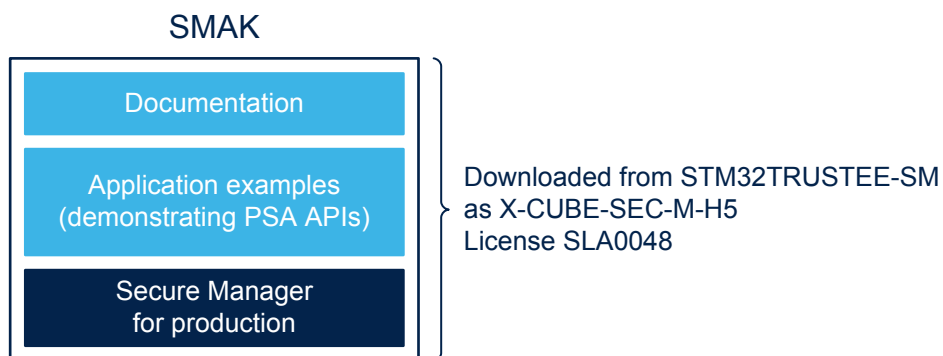 SMAK
Documentation
Application examples
(demonstrating PSA APIs)
Secure Manager
for production
Downloaded from STM32TRUSTEE-SM
as X-CUBE-SEC-M-H5
License SLA0048